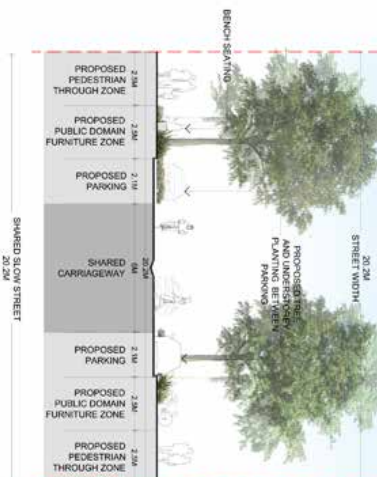 20.2M
STREET WIDTH
BENCH SEATING
PROPOSED TREE
AND UNDERSTOREY
PLANTING BETWEEN
PARKING
20.2M
2.5M
2.5M
2.1M
6M
2.1M
2.5M
2.5M
PROPOSED
PEDESTRIAN
THROUGH ZONE
PROPOSED
PUBLIC DOMAIN
FURNITURE ZONE
PROPOSED
PARKING
SHARED
CARRIAGEWAY
PROPOSED
PARKING
PROPOSED
PUBLIC DOMAIN
FURNITURE ZONE
PROPOSED
PEDESTRIAN
THROUGH ZONE
SHARED SLOW STREET
20.2M